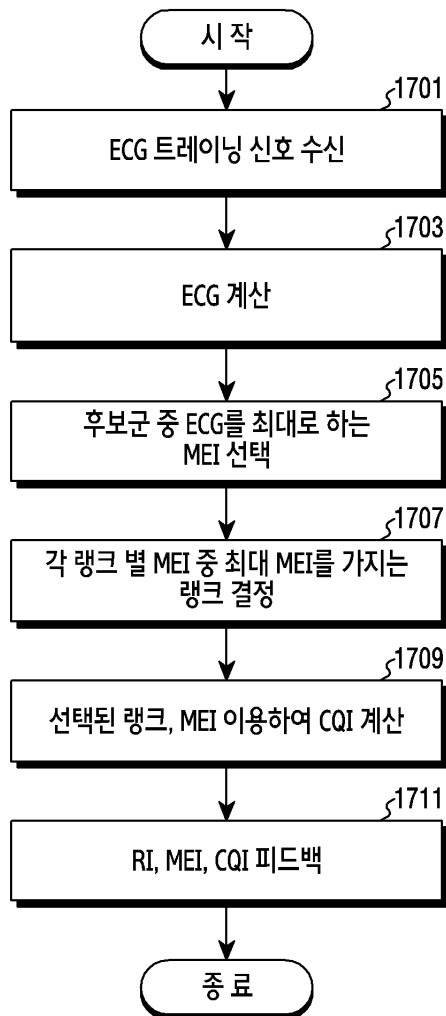 시 작
1701
ECG 트레이닝 신호 수신
1703
ECG 계산
1705
후보군 중 ECG를 최대로 하는
MEI 선택
1707
각 랭크 별 MEI 중 최대 MEI를 가지는
랭크 결정
1709
선택된 랭크, MEI 이용하여 CQI 계산
1711
RI, MEI, CQI 피드백
종 료